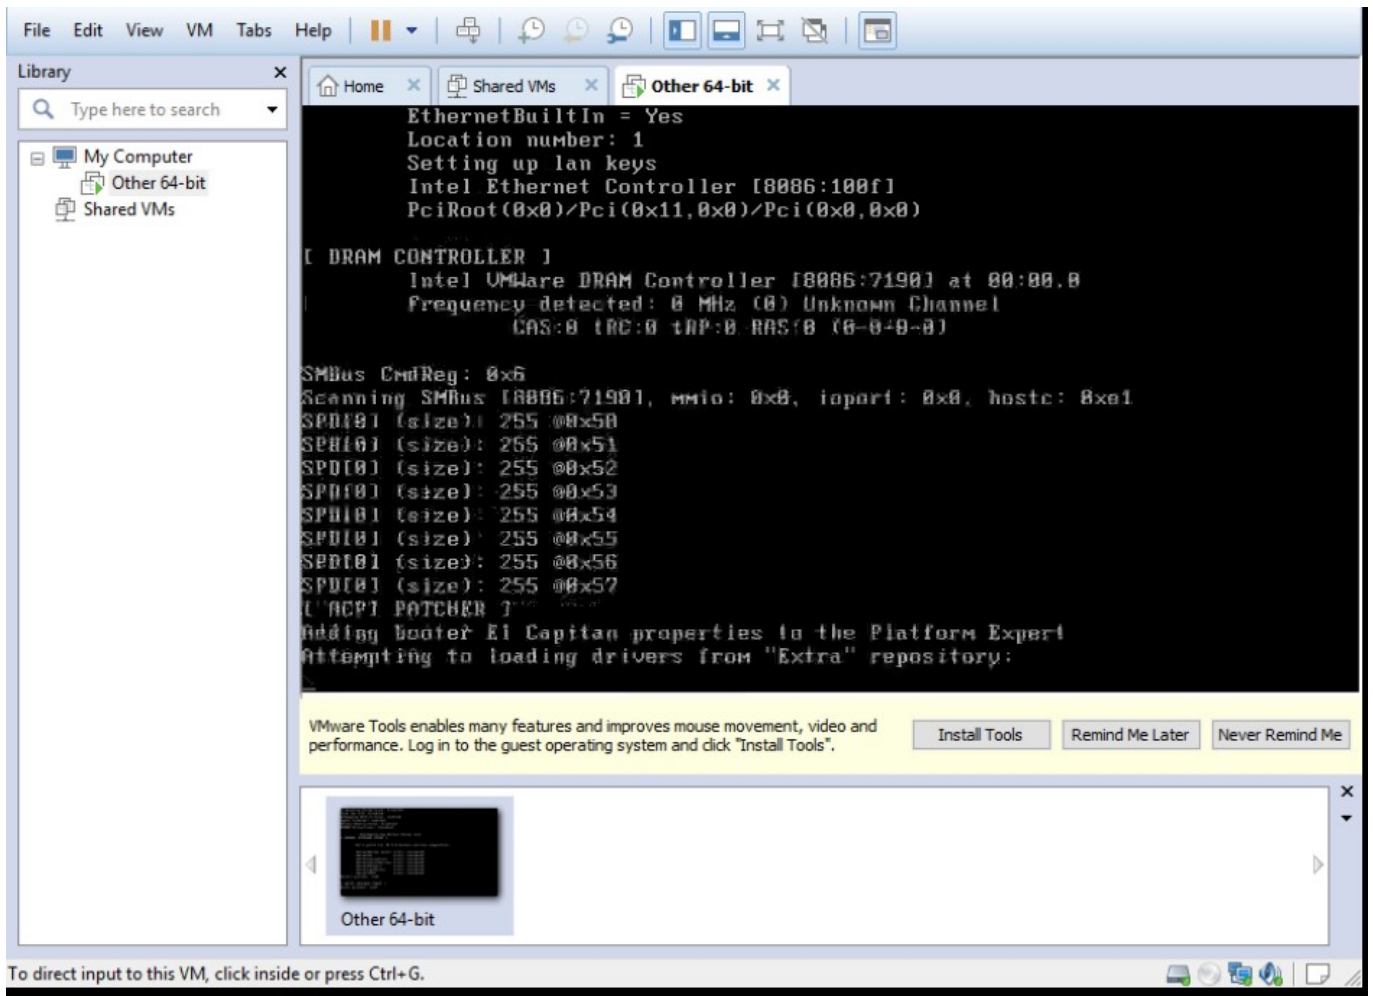 File Edit View VM Tabs Help
Library
Type here to search
My Computer
Other 64-bit
Shared VMs
Home
Shared VMs
Other 64-bit
EthernetBuiltIn = Yes
Location number: 1
Setting up lan keys
Intel Ethernet Controller [8086:100f]
PciRoot(0x0)/Pci(0x11,0x0)/Pci(0x0,0x0)
[ DRAM CONTROLLER ]
Intel VMWare DRAM Controller [8086:7190] at 00:00.0
Frequency detected: 0 MHz (0) Unknown Channel
CAS:0 tRC:0 tRP:0 RAS:0 (0-0-0-0)
SMBus CmdReg: 0x6
Scanning SMBus [8086:7190], mmio: 0x0, ioport: 0x0, hostc: 0xe1
SPD[0] (size): 255 @0x50
SPD[0] (size): 255 @0x51
SPD[0] (size): 255 @0x52
SPD[0] (size): 255 @0x53
SPD[0] (size): 255 @0x54
SPD[0] (size): 255 @0x55
SPD[0] (size): 255 @0x56
SPD[0] (size): 255 @0x57
[ ACPI PATCHER ]
Adding booter El Capitan properties to the Platform Expert
Attempting to loading drivers from "Extra" repository:
VMware Tools enables many features and improves mouse movement, video and
performance. Log in to the guest operating system and click "Install Tools".
Install Tools
Remind Me Later
Never Remind Me
Other 64-bit
To direct input to this VM, click inside or press Ctrl+G.